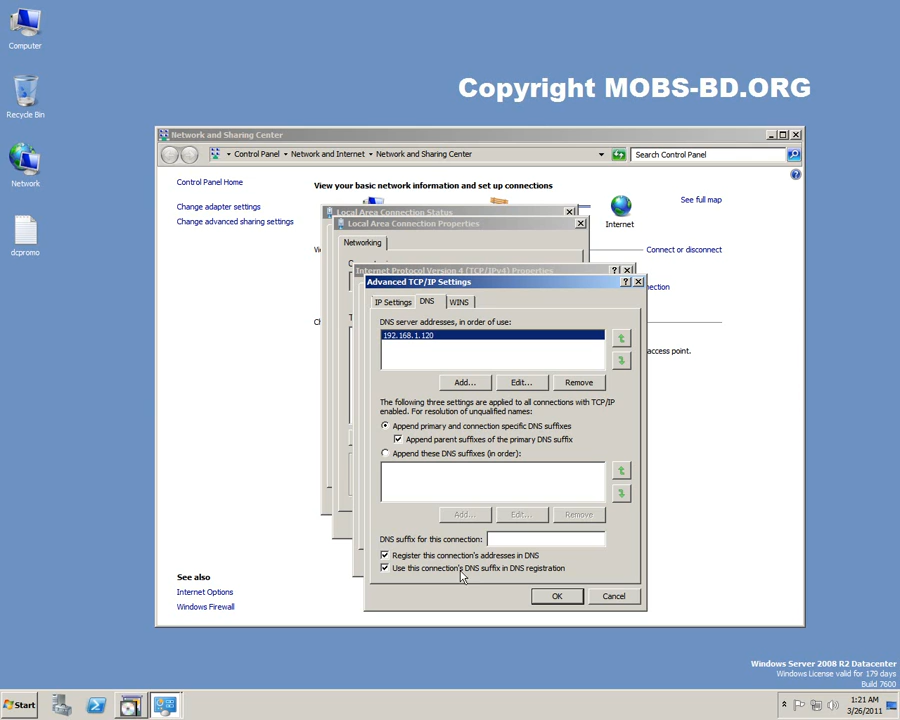 Computer
Recycle Bin
Network
dcpromo
Copyright MOBS-BD.ORG
Network and Sharing Center
Control Panel
Network and Internet
Network and Sharing Center
Search Control Panel
Control Panel Home
Change adapter settings
Change advanced sharing settings
View your basic network information and set up connections
See full map
Internet
Connect or disconnect
nection
access point.
Local Area Connection Status
Local Area Connection Properties
Networking
Internet Protocol Version 4 (TCP/IPv4) Properties
Advanced TCP/IP Settings
IP Settings
DNS
WINS
DNS server addresses, in order of use:
192.168.1.120
Add...
Edit...
Remove
The following three settings are applied to all connections with TCP/IP
enabled. For resolution of unqualified names:
Append primary and connection specific DNS suffixes
Append parent suffixes of the primary DNS suffix
Append these DNS suffixes (in order):
Add...
Edit...
Remove
DNS suffix for this connection:
Register this connection's addresses in DNS
Use this connection's DNS suffix in DNS registration
OK
Cancel
See also
Internet Options
Windows Firewall
Windows Server 2008 R2 Datacenter
Windows License valid for 179 days
Build 7600
Start
1:21 AM
3/26/2011